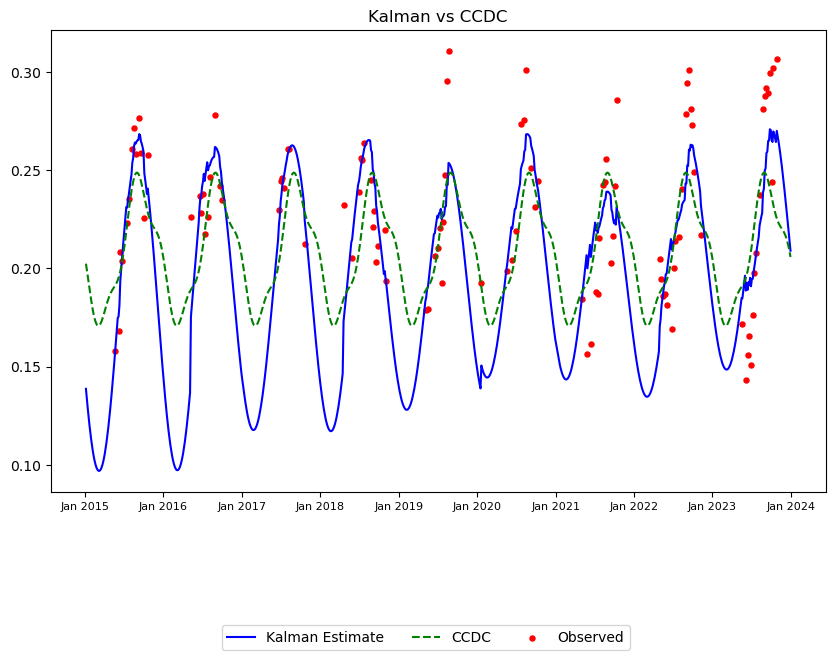 Kalman vs CCDC
0.30
0.25
0.20
0.15
0.10
Jan 2015 Jan 2016 Jan 2017 Jan 2018 Jan 2019 Jan 2020 Jan 2021 Jan 2022 Jan 2023 Jan 2024
Kalman Estimate CCDC Observed